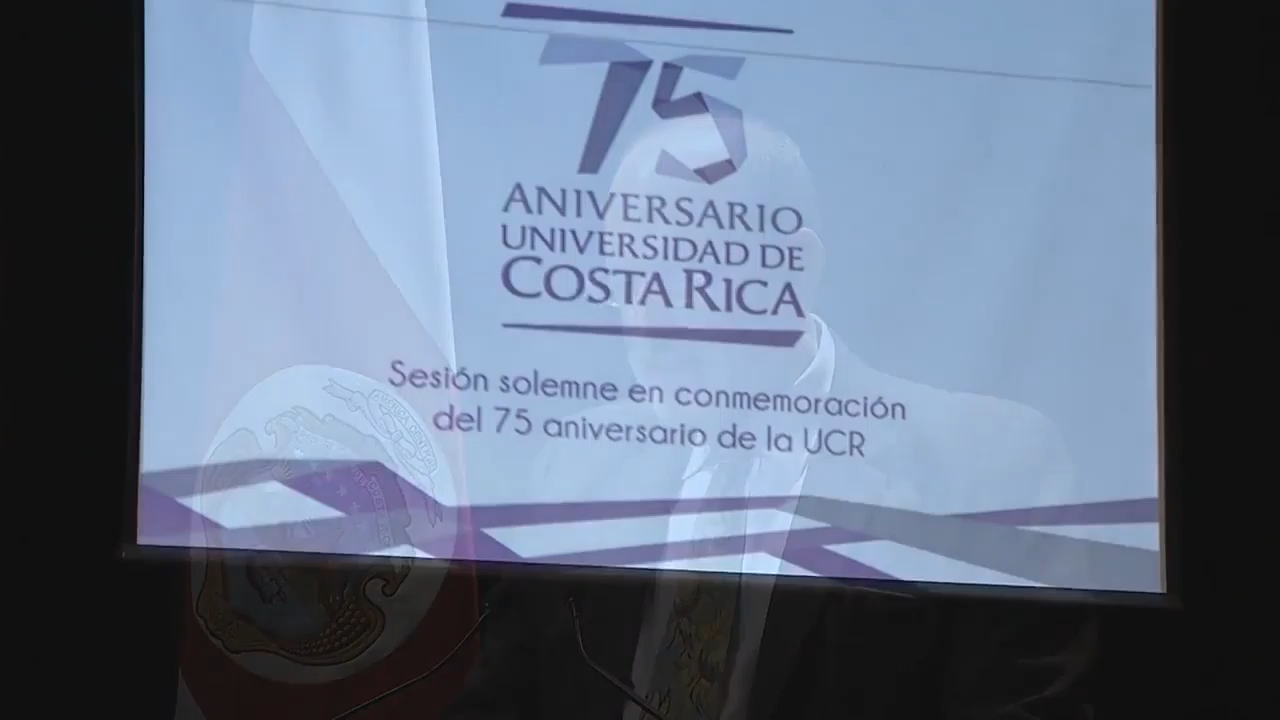 75
ANIVERSARIO
UNIVERSIDAD DE
COSTA RICA
Sesión solemne en conmemoración
del 75 aniversario de la UCR